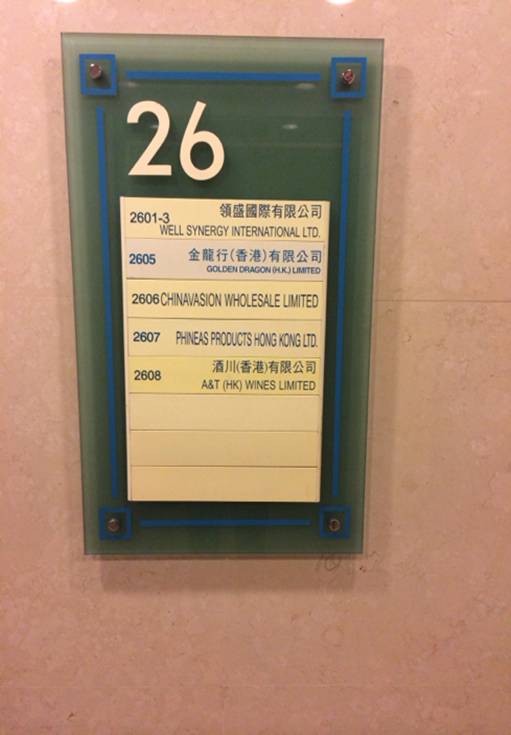 26
2601-3 領盛國際有限公司
WELL SYNERGY INTERNATIONAL LTD.
2605 金龍行(香港)有限公司
GOLDEN DRAGON (H.K.) LIMITED
2606 CHINAVASION WHOLESALE LIMITED
2607 PHINEAS PRODUCTS HONG KONG LTD.
2608 酒川(香港)有限公司
A&T (HK) WINES LIMITED